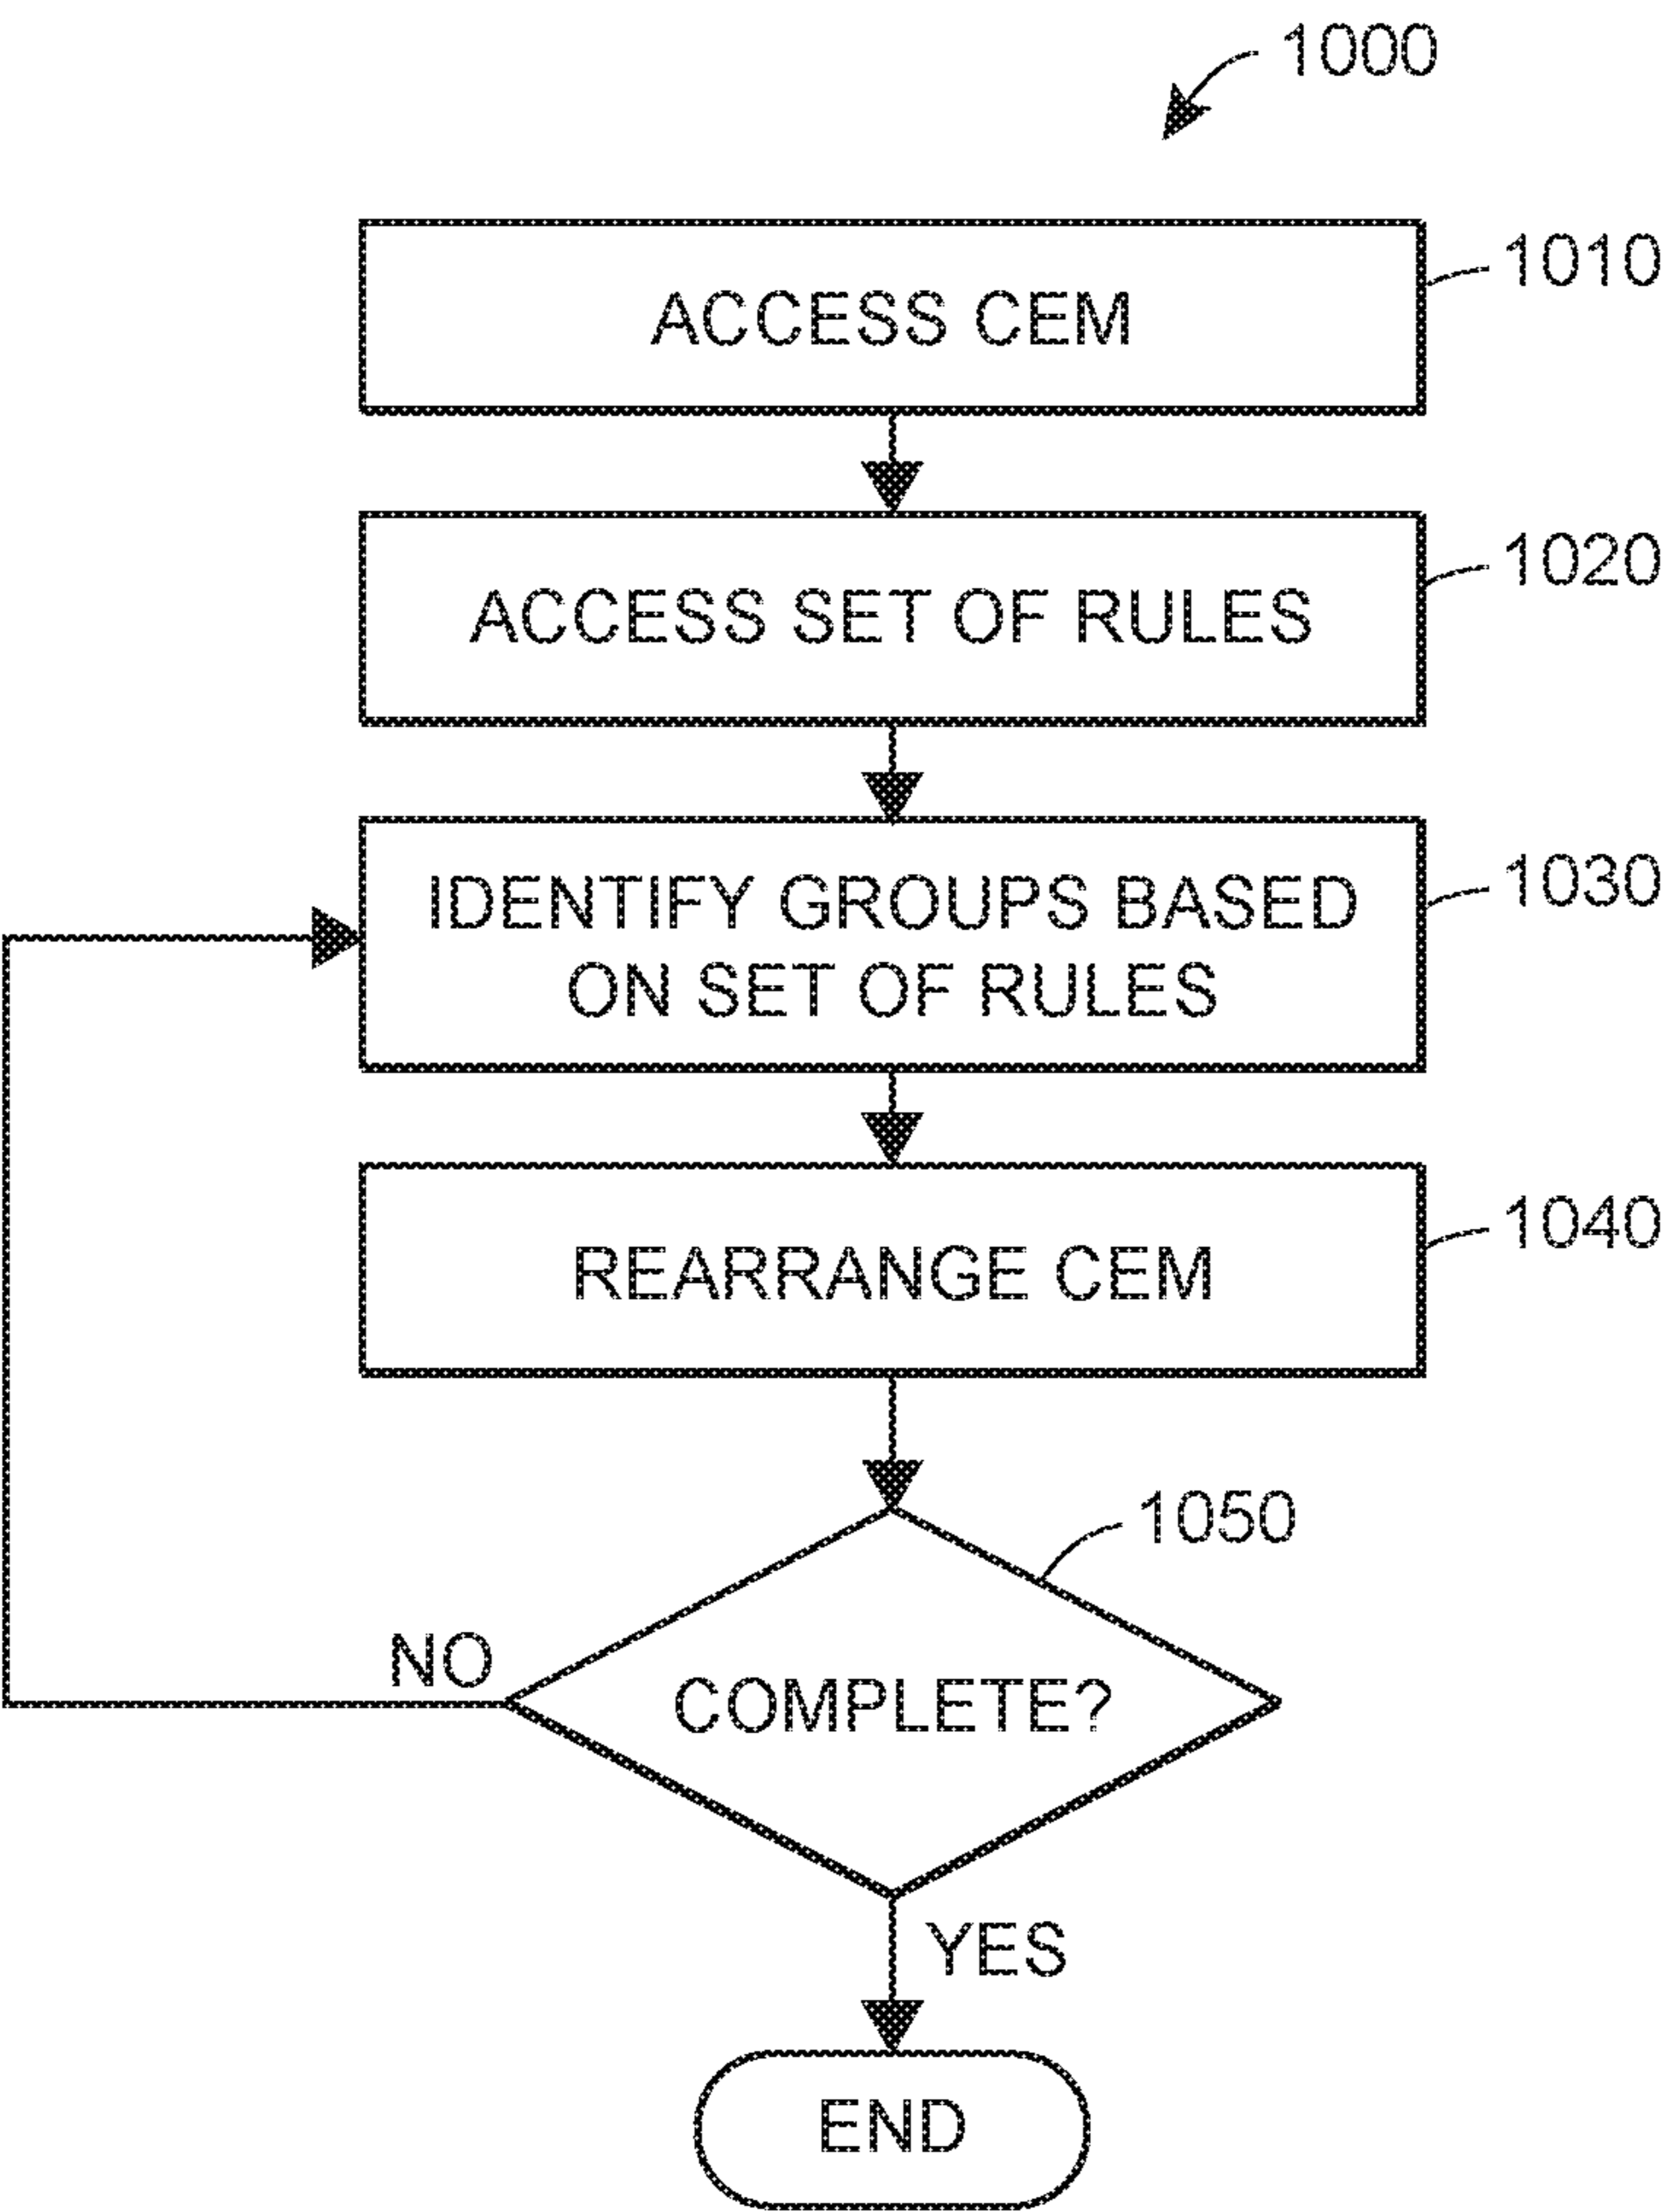 1000
ACCESS CEM
1010
ACCESS SET OF RULES
1020
IDENTIFY GROUPS BASED
ON SET OF RULES
1030
REARRANGE CEM
1040
1050
COMPLETE?
NO
YES
END